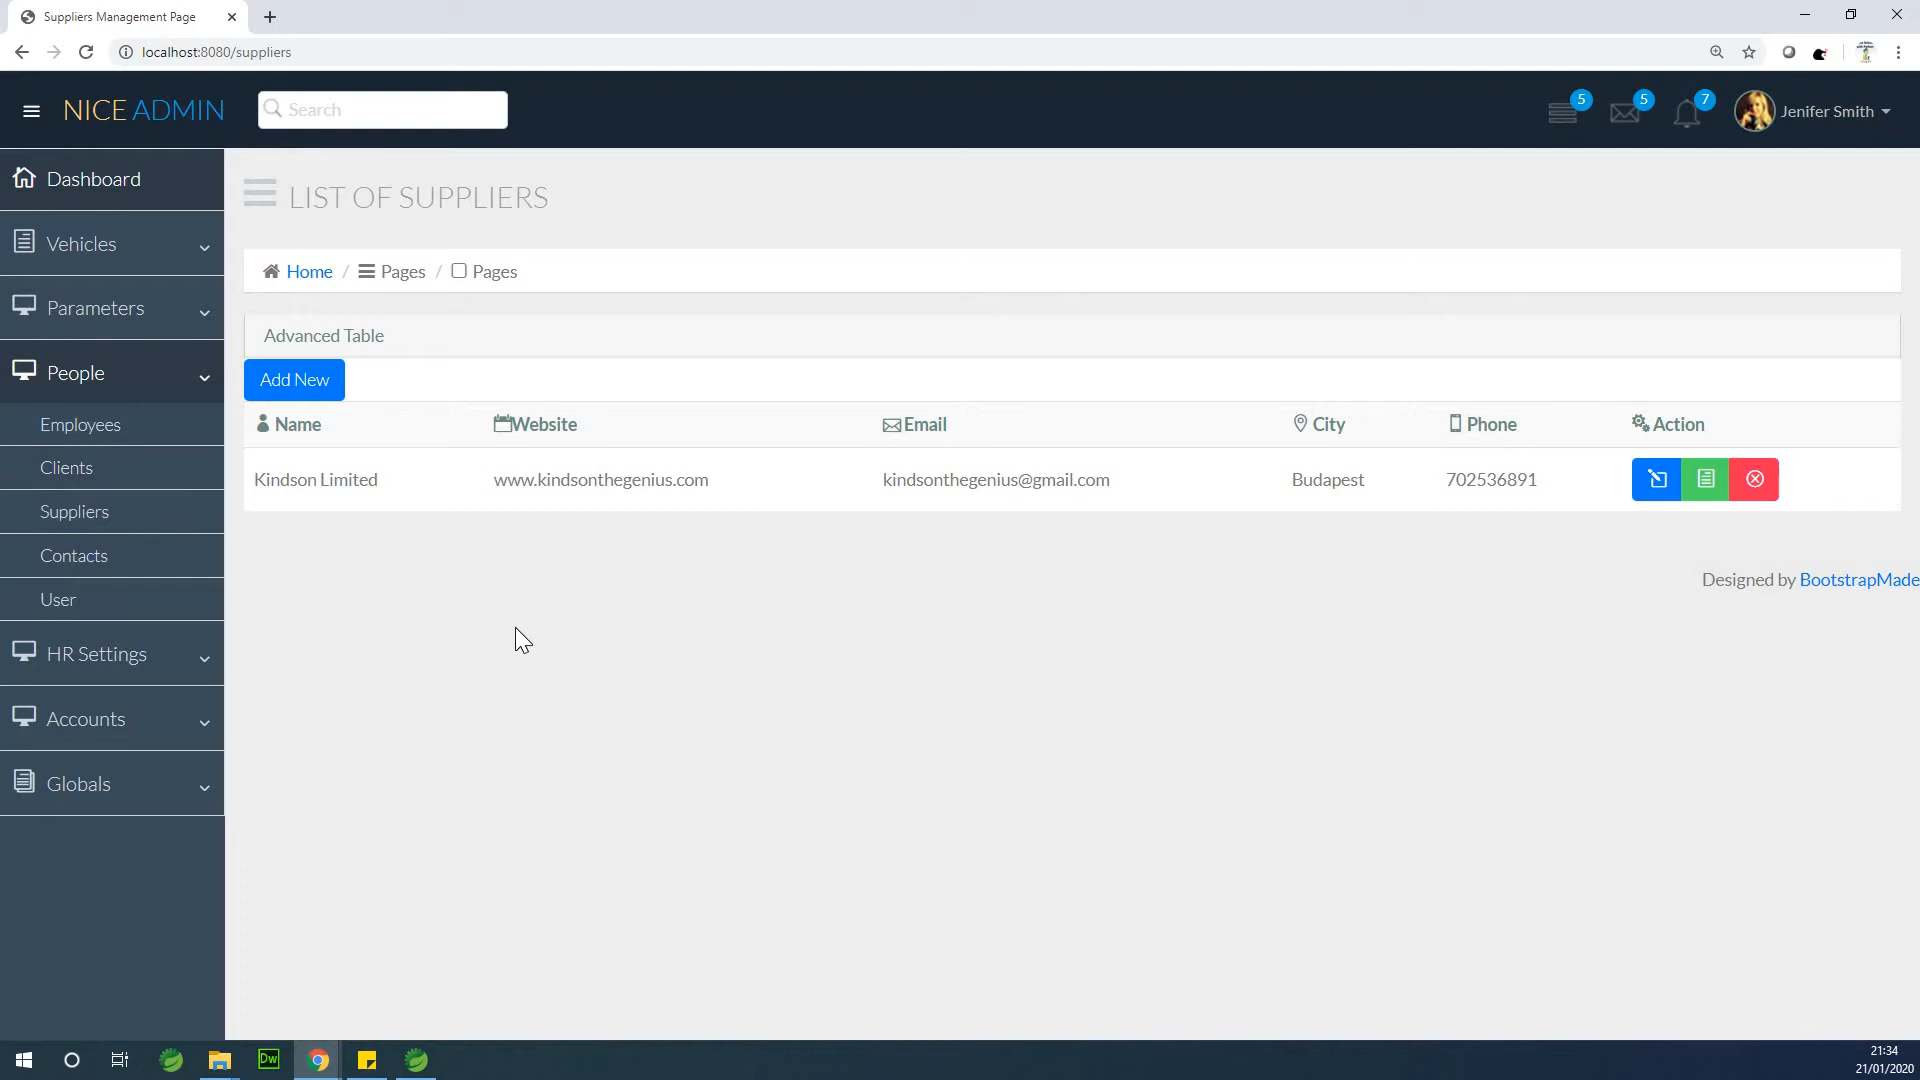 Suppliers Management Page
localhost:8080/suppliers
NICE ADMIN
Search
5
5
7
Jenifer Smith
Dashboard
Vehicles
Parameters
People
Employees
Clients
Suppliers
Contacts
User
HR Settings
Accounts
Globals
LIST OF SUPPLIERS
Home / Pages / Pages
Advanced Table
Add New
Name Website Email City Phone Action
Kindson Limited www.kindsonthegenius.com kindsonthegenius@gmail.com Budapest 702536891
Designed by BootstrapMade
Dw
21:34
21/01/2020